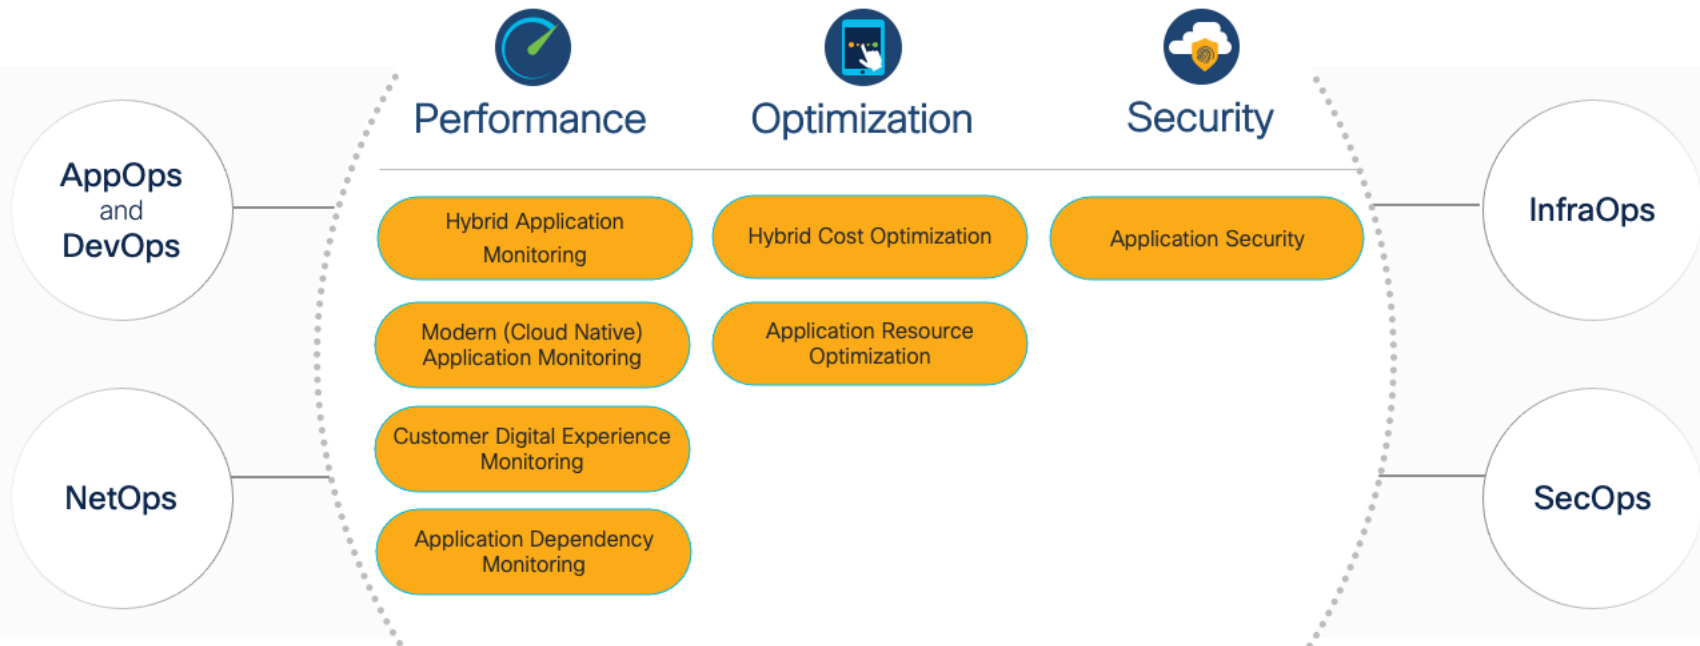 Performance
Optimization
Security
AppOps
and
DevOps
NetOps
Hybrid Application
Monitoring
Modern (Cloud Native)
Application Monitoring
Customer Digital Experience
Monitoring
Application Dependency
Monitoring
Hybrid Cost Optimization
Application Resource
Optimization
Application Security
InfraOps
SecOps